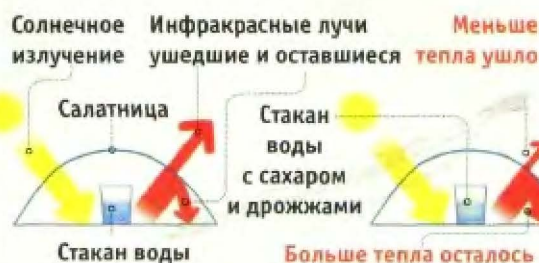 Солнечное
излучение
Инфракрасные лучи
ушедшие и оставшиеся
Меньше
тепла ушло
Салатница
Стакан
воды
с сахаром
и дрожжами
Стакан воды
Больше тепла осталось